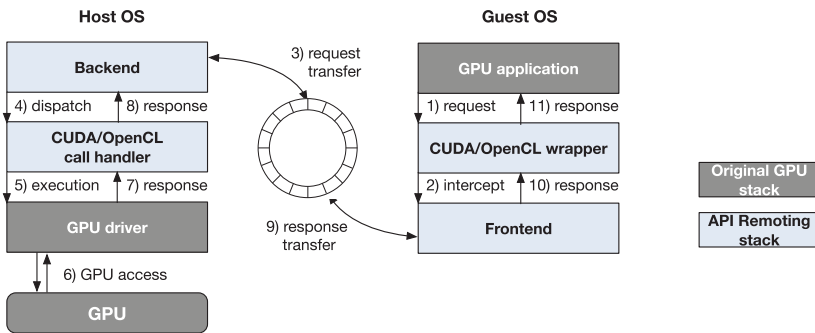 Host OS
Guest OS
Backend
3) request
transfer
GPU application
4) dispatch
8) response
1) request
11) response
CUDA/OpenCL
call handler
CUDA/OpenCL wrapper
Original GPU
stack
5) execution
7) response
2) intercept
10) response
GPU driver
9) response
transfer
Frontend
API Remoting
stack
6) GPU access
GPU